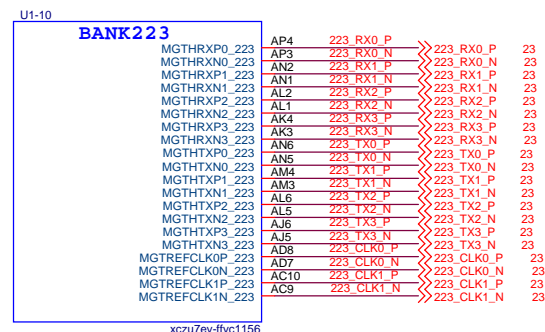 U1-10
BANK223
MGTHRXP0_223 AP4 223_RX0_P 223_RX0_P 23
MGTHRXN0_223 AP3 223_RX0_N 223_RX0_N 23
MGTHRXP1_223 AN2 223_RX1_P 223_RX1_P 23
MGTHRXN1_223 AN1 223_RX1_N 223_RX1_N 23
MGTHRXP2_223 AL2 223_RX2_P 223_RX2_P 23
MGTHRXN2_223 AL1 223_RX2_N 223_RX2_N 23
MGTHRXP3_223 AK4 223_RX3_P 223_RX3_P 23
MGTHRXN3_223 AK3 223_RX3_N 223_RX3_N 23
MGTHTXP0_223 AN6 223_TX0_P 223_TX0_P 23
MGTHTXN0_223 AN5 223_TX0_N 223_TX0_N 23
MGTHTXP1_223 AM4 223_TX1_P 223_TX1_P 23
MGTHTXN1_223 AM3 223_TX1_N 223_TX1_N 23
MGTHTXP2_223 AL6 223_TX2_P 223_TX2_P 23
MGTHTXN2_223 AL5 223_TX2_N 223_TX2_N 23
MGTHTXP3_223 AJ6 223_TX3_P 223_TX3_P 23
MGTHTXN3_223 AJ5 223_TX3_N 223_TX3_N 23
MGTREFCLK0P_223 AD8 223_CLK0_P 223_CLK0_P 23
MGTREFCLK0N_223 AD7 223_CLK0_N 223_CLK0_N 23
MGTREFCLK1P_223 AC10 223_CLK1_P 223_CLK1_P 23
MGTREFCLK1N_223 AC9 223_CLK1_N 223_CLK1_N 23
xczu7ev-ffvc1156